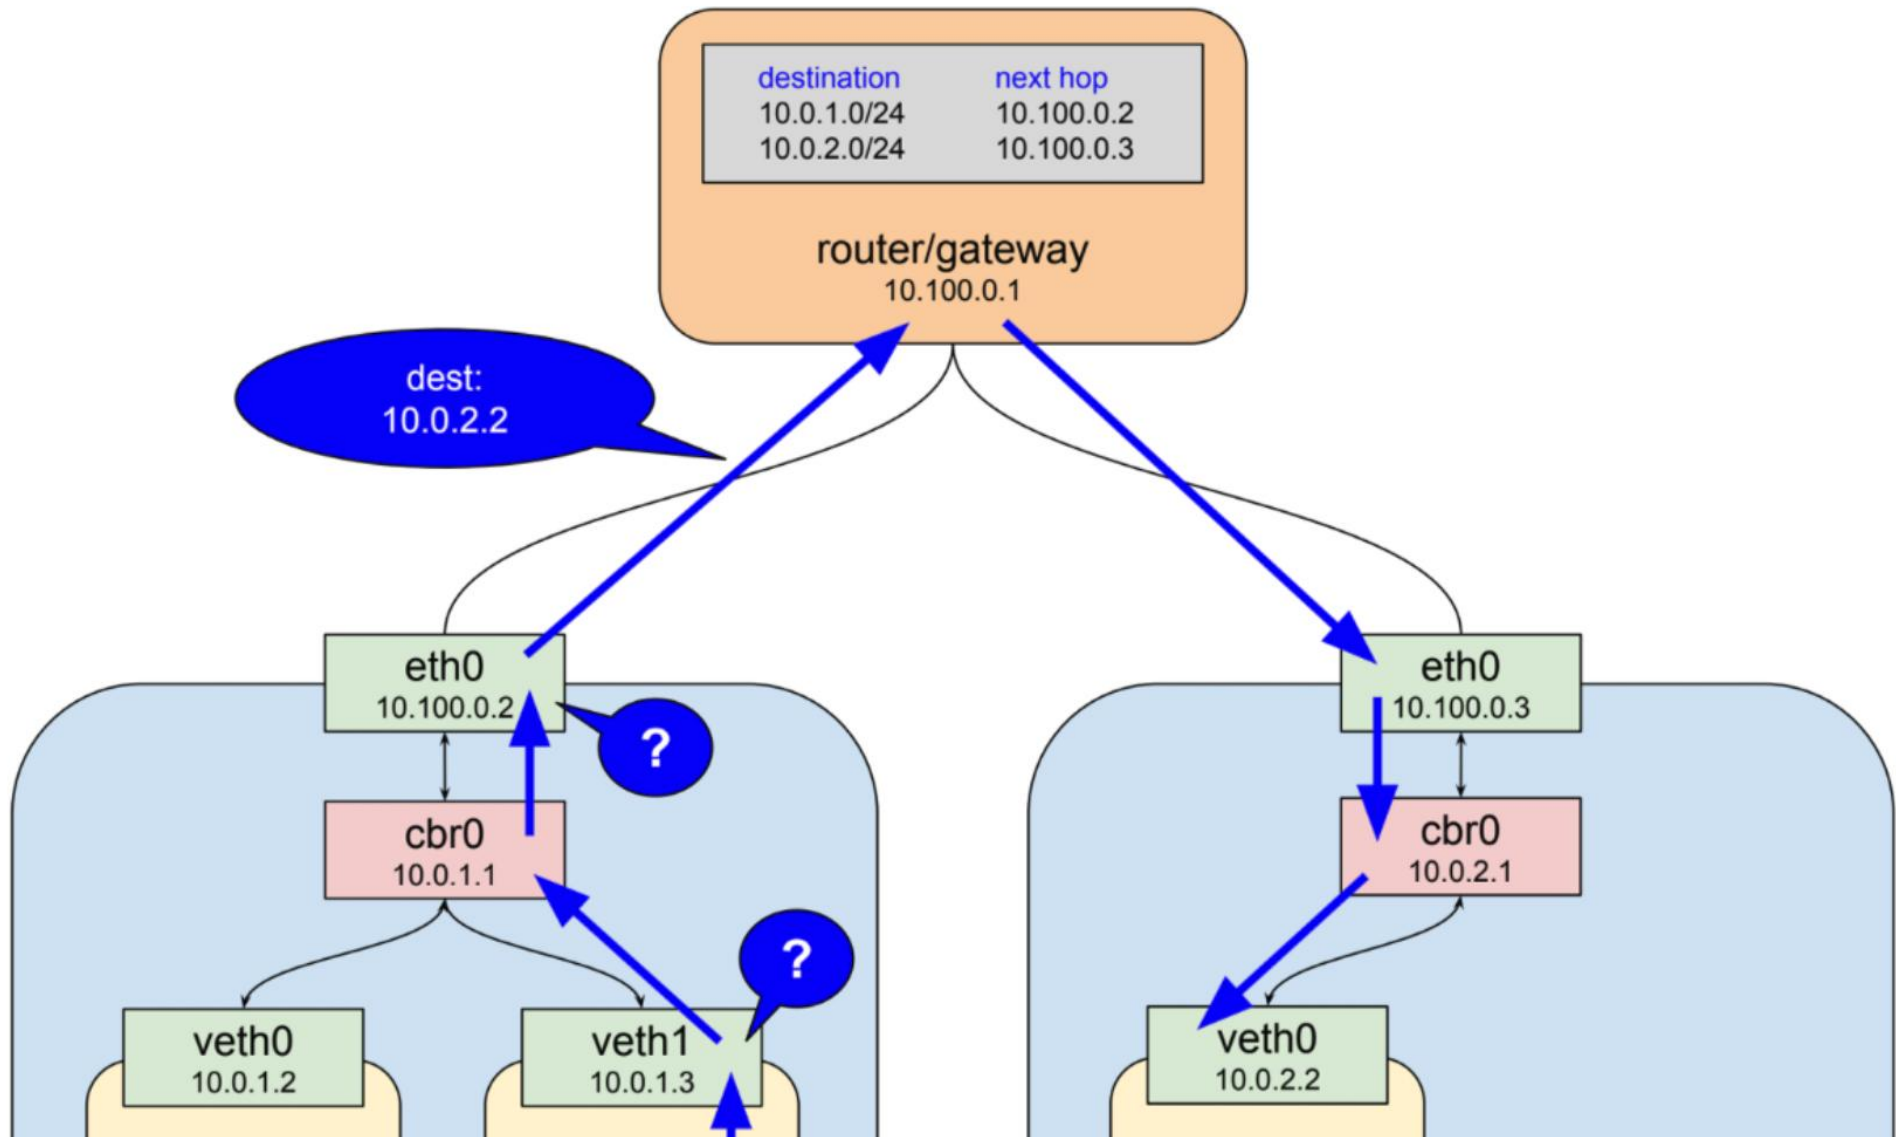 destination next hop
10.0.1.0/24 10.100.0.2
10.0.2.0/24 10.100.0.3
router/gateway
10.100.0.1
dest:
10.0.2.2
eth0
10.100.0.2
?
cbr0
10.0.1.1
?
veth0
10.0.1.2
veth1
10.0.1.3
eth0
10.100.0.3
cbr0
10.0.2.1
veth0
10.0.2.2